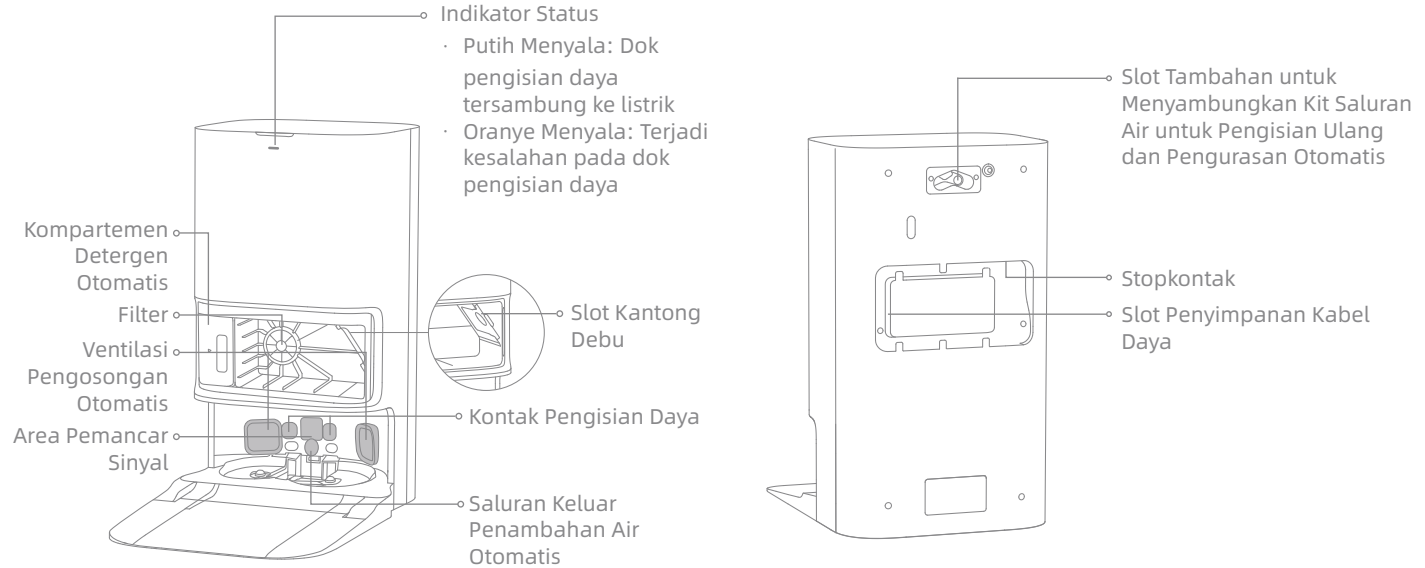 Indikator Status
· Putih Menyala: Dok
pengisian daya
tersambung ke listrik
· Oranye Menyala: Terjadi
kesalahan pada dok
pengisian daya
Kompartemen
Detergen
Otomatis
Filter
Ventilasi
Pengosongan
Otomatis
Area Pemancar
Sinyal
Slot Kantong
Debu
Kontak Pengisian Daya
Saluran Keluar
Penambahan Air
Otomatis
Slot Tambahan untuk
Menyambungkan Kit Saluran
Air untuk Pengisian Ulang
dan Pengurasan Otomatis
Stopkontak
Slot Penyimpanan Kabel
Daya